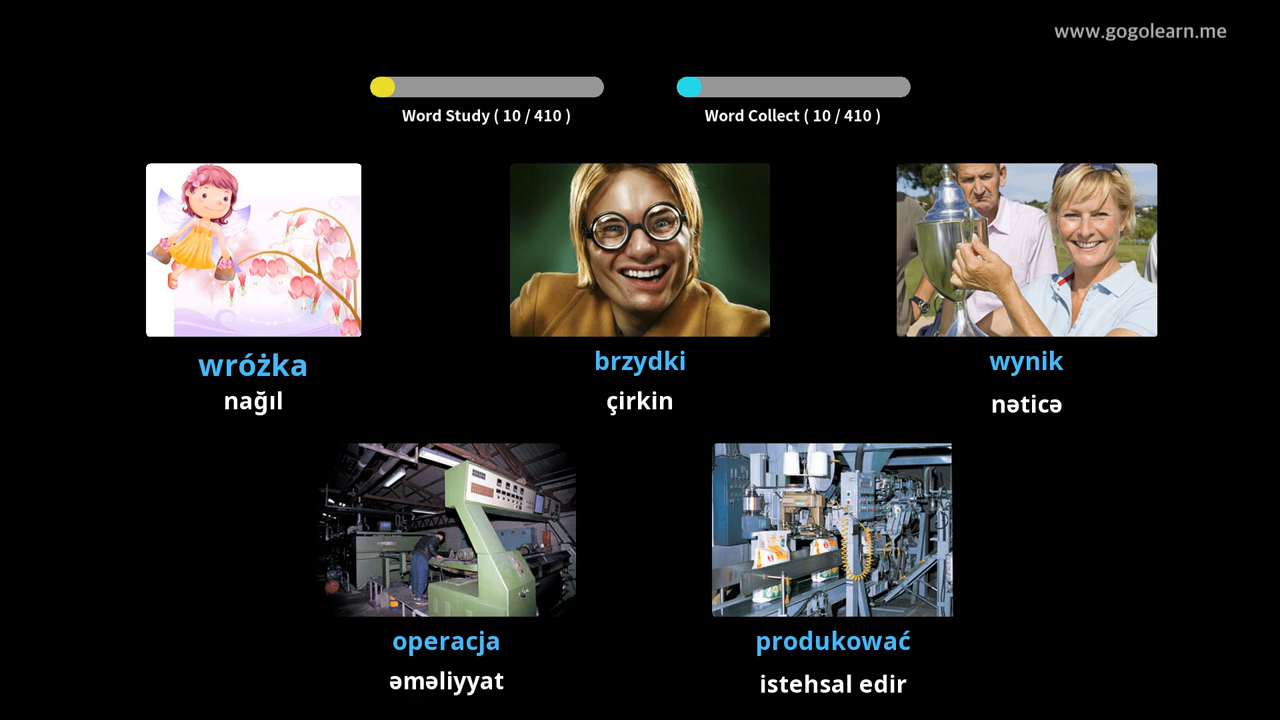 www.gogolearn.me
Word Study ( 10 / 410 )
Word Collect ( 10 / 410 )
wróżka
nağıl
brzydki
çirkin
wynik
nəticə
operacja
əməliyyat
produkować
istehsal edir